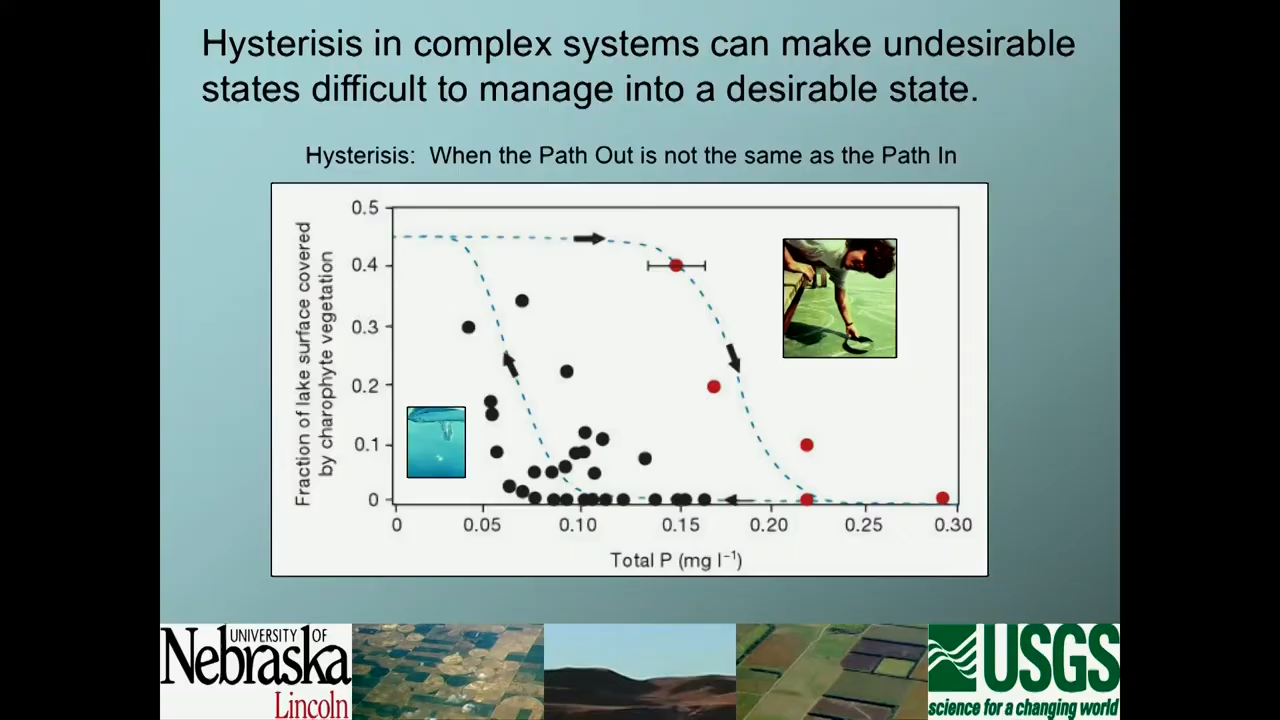 Hysterisis in complex systems can make undesirable
states difficult to manage into a desirable state.
Hysterisis: When the Path Out is not the same as the Path In
Fraction of lake surface covered
by charophyte vegetation
0.5
0.4
0.3
0.2
0.1
0
0 0.05 0.10 0.15 0.20 0.25 0.30
Total P (mg l⁻¹)
UNIVERSITY OF
Nebraska
Lincoln
USGS
science for a changing world